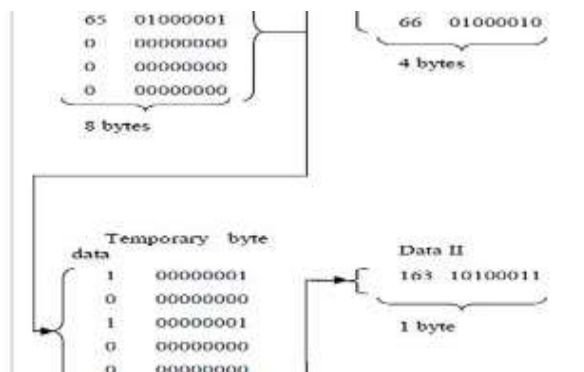 65 01000001
0 00000000
0 00000000
0 00000000
8 bytes
66 01000010
4 bytes
Temporary byte
data
1 00000001
0 00000000
1 00000001
0 00000000
0 00000000
Data II
163 10100011
1 byte